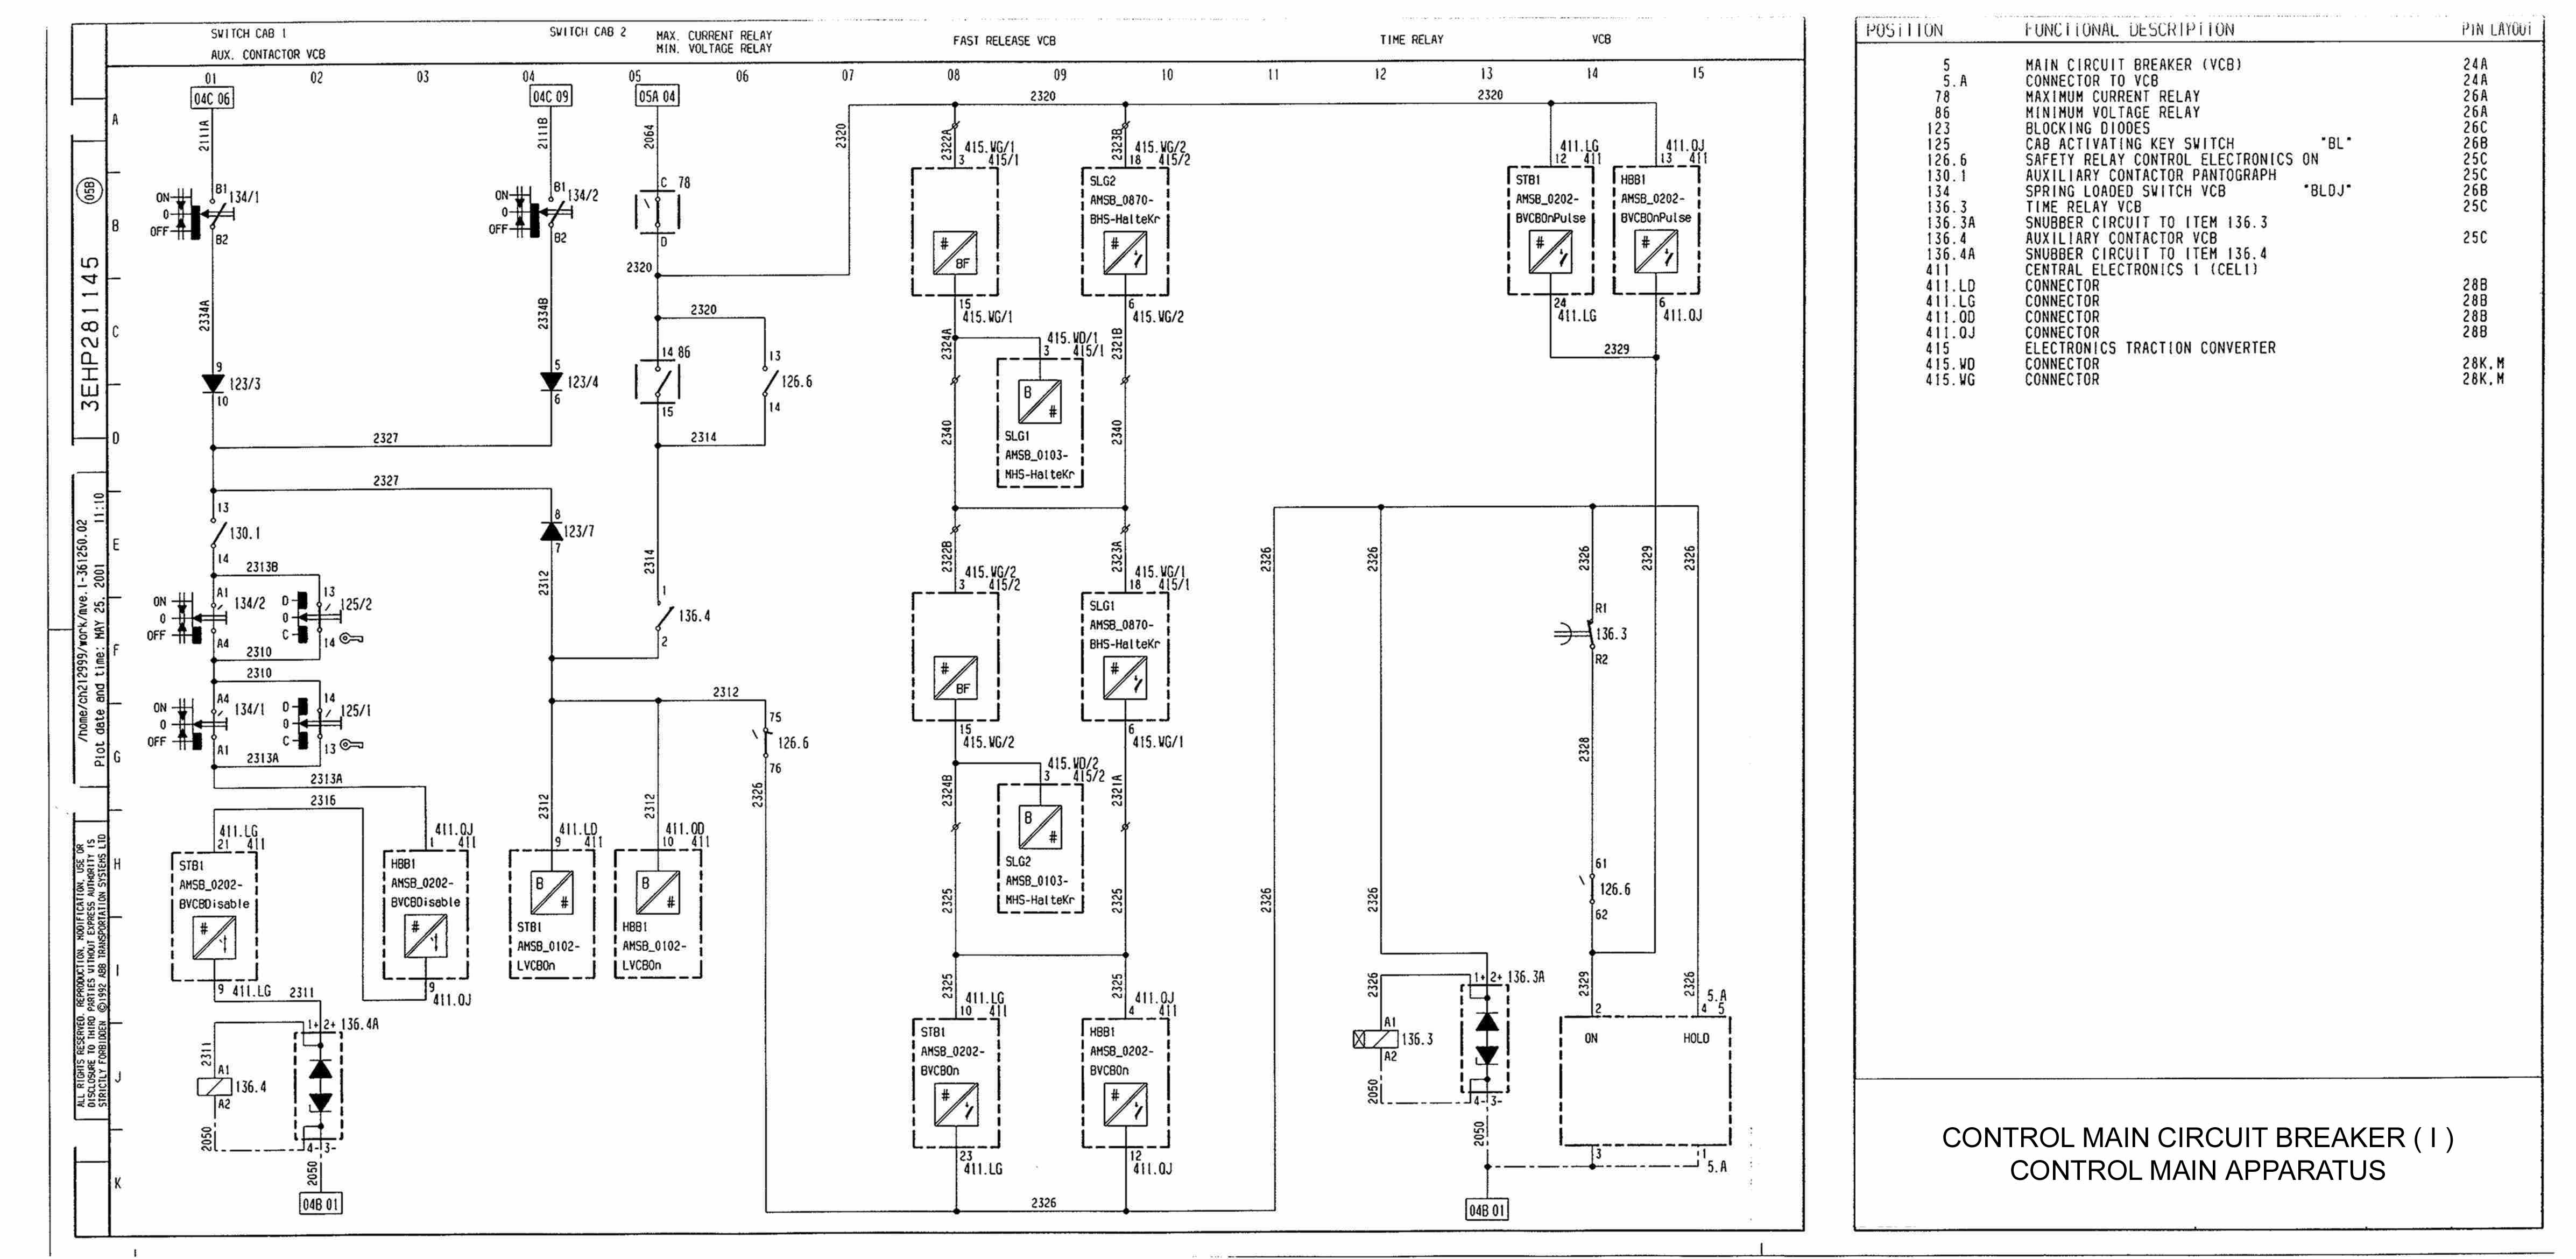 SWITCH CAB 1
AUX. CONTACTOR VCB
SWITCH CAB 2
MAX. CURRENT RELAY
MIN. VOLTAGE RELAY
FAST RELEASE VCB
TIME RELAY
VCB
01 02 03 04 05 06 07 08 09 10 11 12 13 14 15
04C 06
04C 09
05A 04
A
B
C
D
E
F
G
H
I
J
K
05B
3EHP281145
/home/ch212999/work/mve.1-361250.02
Plot date and time: MAY 25, 2001 11:10
ALL RIGHTS RESERVED. REPRODUCTION, MODIFICATION, USE OR
DISCLOSURE TO THIRD PARTIES WITHOUT EXPRESS AUTHORITY IS
STRICTLY FORBIDDEN ©1992 ABB TRANSPORTATION SYSTEMS LTD
2111A
ON
0
OFF
B1
134/1
B2
2334A
9
123/3
10
2327
2327
13
130.1
14
2313B
ON
0
OFF
A1
134/2
A4
D
0
C
13
125/2
14
2310
2310
ON
0
OFF
A4
134/1
A1
D
0
C
14
125/1
13
2313A
2313A
2316
411.LG
21 411
STB1
AMSB_0202-
BVCBDisable
#
9 411.LG
2311
1+ 2+ 136.4A
2311
A1
136.4
A2
2050
4- 3-
2050
04B 01
411.OJ
1 411
HBB1
AMSB_0202-
BVCBDisable
#
9
411.OJ
2111B
ON
0
OFF
B1
134/2
B2
2334B
5
123/4
6
8
123/7
7
2312
2312
411.LD
9 411
B
#
STB1
AMSB_0102-
LVCBOn
2064
C 78
D
2320
2320
14 86
15
13
126.6
14
2314
2314
1
136.4
2
2312
2312
411.OD
10 411
B
#
HBB1
AMSB_0102-
LVCBOn
75
126.6
76
2326
2320
2320
2322A
415.WG/1
3 415/1
#
BF
15
415.WG/1
2324A
415.WD/1
3 415/1
B
#
SLG1
AMSB_0103-
MHS-HalteKr
2340
2323B
415.WG/2
18 415/2
SLG2
AMSB_0870-
BHS-HalteKr
#
6
415.WG/2
2321B
2340
2322B
415.WG/2
3 415/2
#
BF
15
415.WG/2
2324B
415.WD/2
3 415/2
B
#
SLG2
AMSB_0103-
MHS-HalteKr
2325
2323A
415.WG/1
18 415/1
SLG1
AMSB_0870-
BHS-HalteKr
#
6
415.WG/1
2321A
2325
2325
411.LG
10 411
STB1
AMSB_0202-
BVCBOn
#
23
411.LG
2325
411.OJ
4 411
HBB1
AMSB_0202-
BVCBOn
#
12
411.OJ
2326
2326
2326
2320
411.LG
12 411
STB1
AMSB_0202-
BVCBOnPulse
#
24
411.LG
411.OJ
13 411
HBB1
AMSB_0202-
BVCBOnPulse
#
6
411.OJ
2329
2326
2326
2326
2329
2326
R1
136.3
R2
2328
61
126.6
62
2326
A1
136.3
A2
2050
1+ 2+ 136.3A
4- 3-
2050
04B 01
2329
2326
2
5.A
4 5
ON
HOLD
3
1
5.A
POSITION FUNCTIONAL DESCRIPTION PIN LAYOUT
5 MAIN CIRCUIT BREAKER (VCB) 24A
5.A CONNECTOR TO VCB 24A
78 MAXIMUM CURRENT RELAY 26A
86 MINIMUM VOLTAGE RELAY 26A
123 BLOCKING DIODES 26C
125 CAB ACTIVATING KEY SWITCH "BL" 26B
126.6 SAFETY RELAY CONTROL ELECTRONICS ON 25C
130.1 AUXILIARY CONTACTOR PANTOGRAPH 25C
134 SPRING LOADED SWITCH VCB "BLDJ" 26B
136.3 TIME RELAY VCB 25C
136.3A SNUBBER CIRCUIT TO ITEM 136.3
136.4 AUXILIARY CONTACTOR VCB 25C
136.4A SNUBBER CIRCUIT TO ITEM 136.4
411 CENTRAL ELECTRONICS 1 (CEL1)
411.LD CONNECTOR 28B
411.LG CONNECTOR 28B
411.OD CONNECTOR 28B
411.OJ CONNECTOR 28B
415 ELECTRONICS TRACTION CONVERTER
415.WD CONNECTOR 28K,M
415.WG CONNECTOR 28K,M
CONTROL MAIN CIRCUIT BREAKER ( I )
CONTROL MAIN APPARATUS